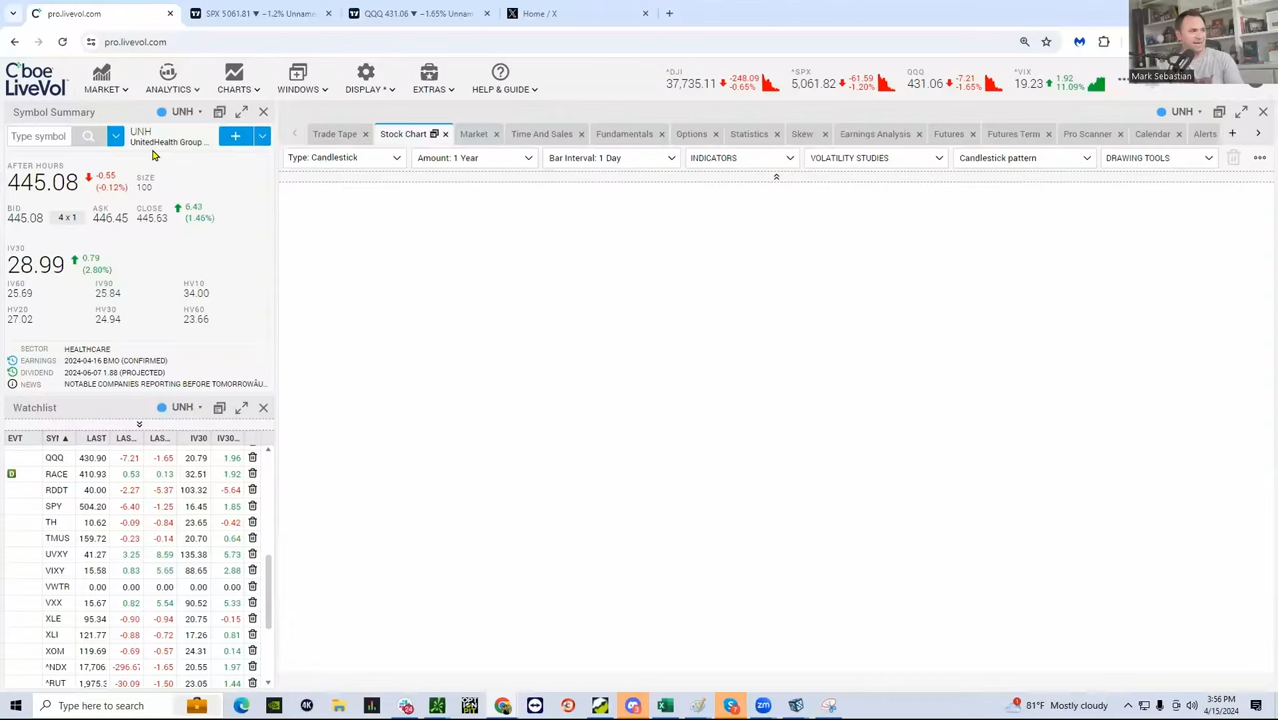 pro.livevol.com
SPX 5061.81 ▼ −1.2% Unname
QQQ 431.06 ▼ −1.65% Unnam
Home / X
pro.livevol.com
Mark Sebastian
Cboe LiveVol
MARKET
ANALYTICS
CHARTS
WINDOWS
DISPLAY *
EXTRAS
HELP & GUIDE
^DJI 37,735.11 -248.09 -0.65%
^SPX 5,061.82 -61.59 -1.20%
QQQ 431.06 -7.21 -1.65%
^VIX 19.23 1.92 11.09%
Symbol Summary UNH
UNH
Type symbol
UNH
UnitedHealth Group ...
Trade Tape
Stock Chart
Market
Time And Sales
Fundamentals
Options
Statistics
Skew
Earnings Analysis
Futures
Futures Term
Pro Scanner
Calendar
Alerts
Type: Candlestick
Amount: 1 Year
Bar Interval: 1 Day
INDICATORS
VOLATILITY STUDIES
Candlestick pattern
DRAWING TOOLS
AFTER HOURS
445.08 -0.55 (-0.12%)
SIZE
100
BID
445.08
4 x 1
ASK
446.45
CLOSE
445.63
6.43
(1.46%)
IV30
28.99 0.79 (2.80%)
IV60 IV90 HV10
25.69 25.84 34.00
HV20 HV30 HV60
27.02 24.94 23.66
SECTOR HEALTHCARE
EARNINGS 2024-04-16 BMO (CONFIRMED)
DIVIDEND 2024-06-07 1.88 (PROJECTED)
NEWS NOTABLE COMPANIES REPORTING BEFORE TOMORROWÂU...
Watchlist UNH
EVT SYM LAST LAS... LAS... IV30 IV30...
QQQ 430.90 -7.21 -1.65 20.79 1.96
D RACE 410.93 0.53 0.13 32.51 1.92
RDDT 40.00 -2.27 -5.37 103.32 -5.64
SPY 504.20 -6.40 -1.25 16.45 1.85
TH 10.62 -0.09 -0.84 23.65 -0.42
TMUS 159.72 -0.23 -0.14 20.70 0.64
UVXY 41.27 3.25 8.59 135.38 5.73
VIXY 15.58 0.83 5.65 88.65 2.88
VWTR 0.00 0.00 0.00 0.00 0.00
VXX 15.67 0.82 5.54 90.52 5.33
XLE 95.34 -0.90 -0.94 20.75 -0.15
XLI 121.77 -0.88 -0.72 17.26 0.81
XOM 119.69 -0.69 -0.57 24.31 0.14
^NDX 17,706 -296.67 -1.65 20.55 1.97
^RUT 1,975.3 -30.09 -1.50 23.05 1.44
Type here to search
81°F Mostly cloudy
3:56 PM
4/15/2024